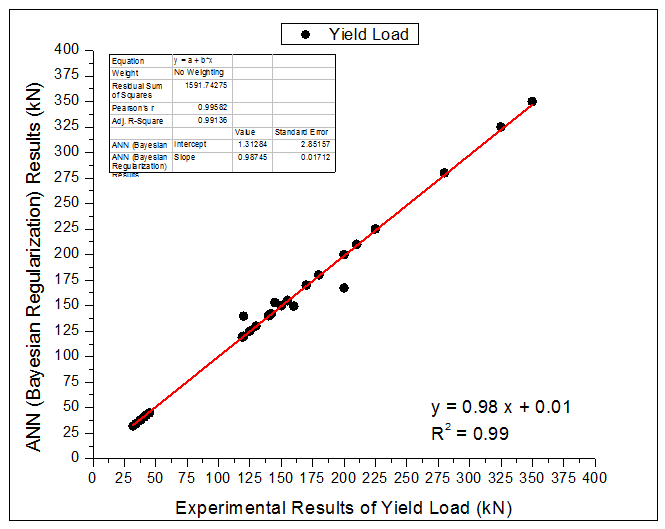 Yield Load
400
375
350
325
300
275
250
225
200
175
150
125
100
75
50
25
0
ANN (Bayesian Regularization) Results (kN)
Equation y = a + b*x
Weight No Weighting
Residual Sum
of Squares 1591.74275
Pearson's r 0.99582
Adj. R-Square 0.99136
Value Standard Error
ANN (Bayesian Intercept 1.31284 2.85157
ANN (Bayesian Slope 0.98745 0.01712
Regularization)
Results
y = 0.98 x + 0.01
R² = 0.99
0 25 50 75 100 125 150 175 200 225 250 275 300 325 350 375 400
Experimental Results of Yield Load (kN)